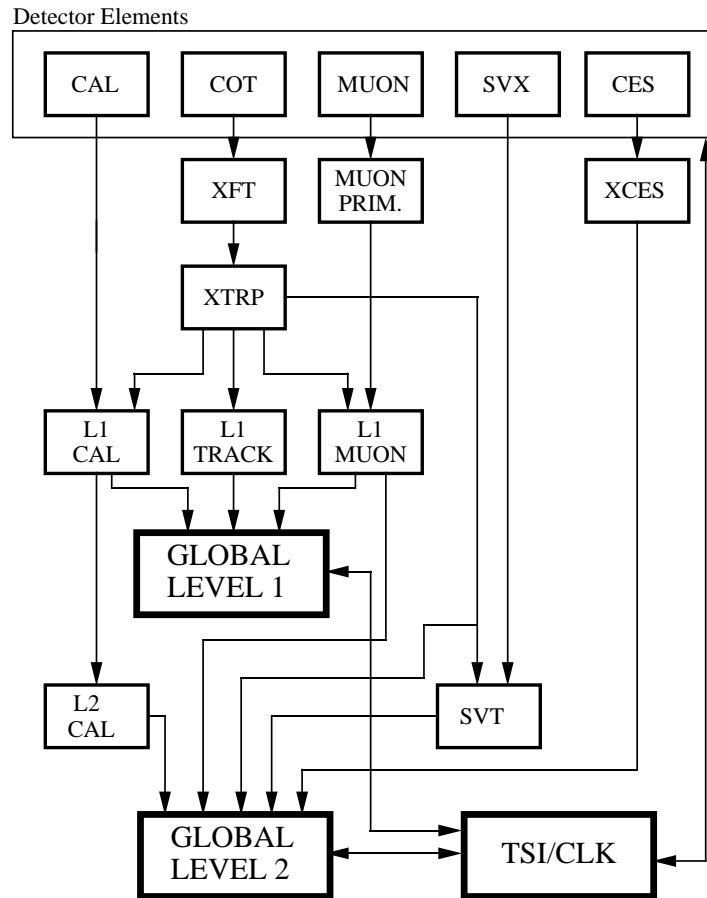 Detector Elements
CAL
COT
MUON
SVX
CES
XFT
MUON
PRIM.
XCES
XTRP
L1
CAL
L1
TRACK
L1
MUON
GLOBAL
LEVEL 1
L2
CAL
SVT
GLOBAL
LEVEL 2
TSI/CLK